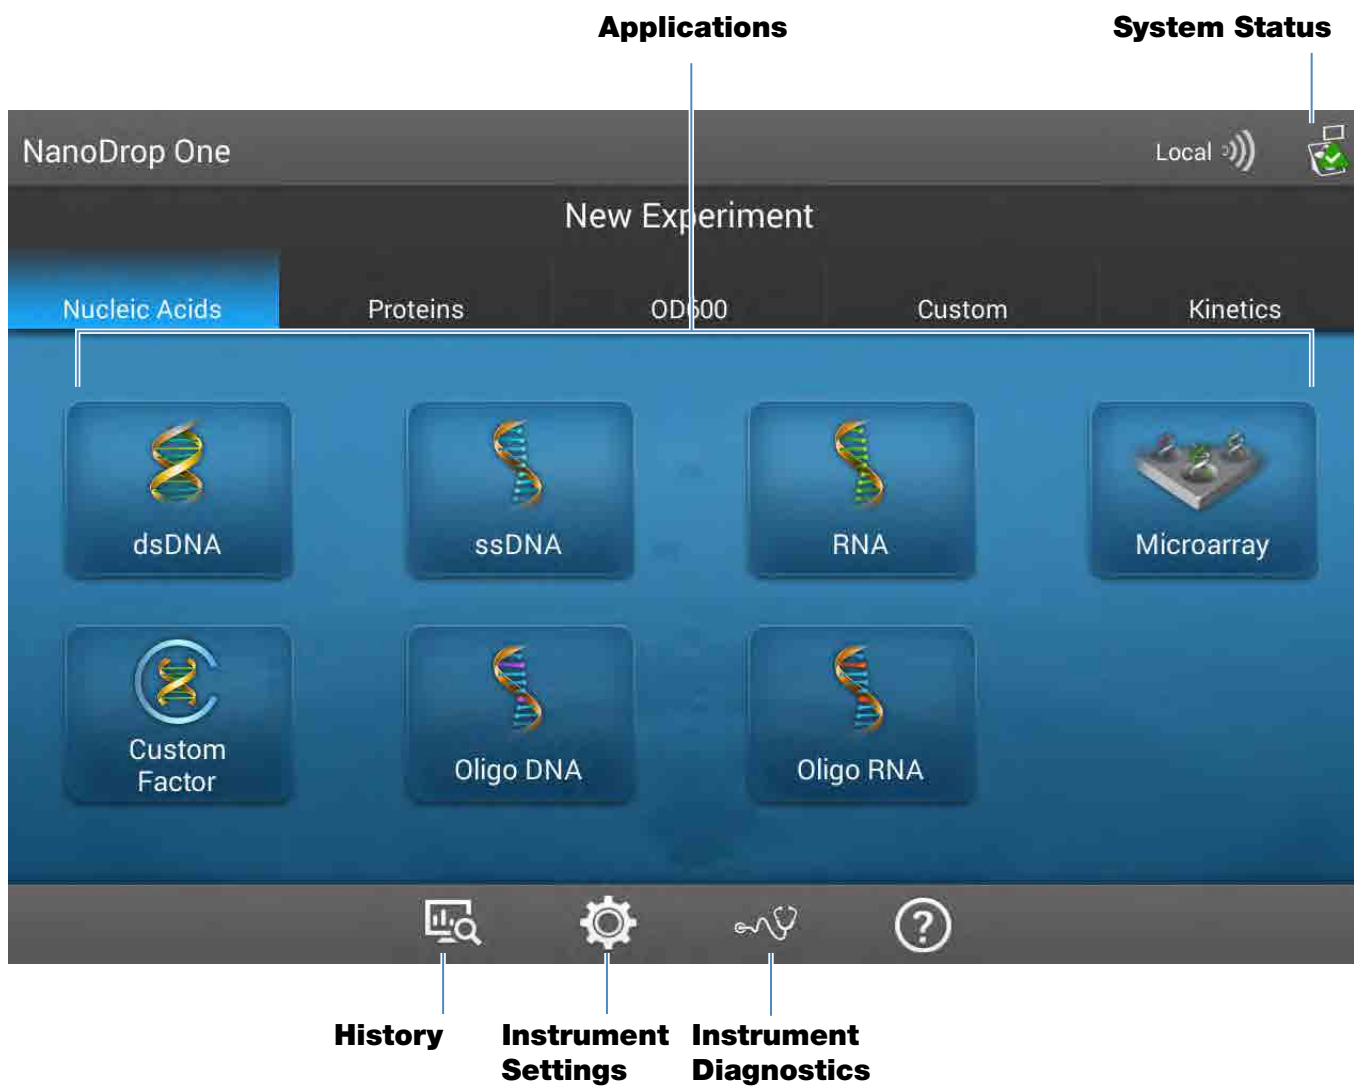 Applications
System Status
NanoDrop One
Local
New Experiment
Nucleic Acids
Proteins
OD600
Custom
Kinetics
dsDNA
ssDNA
RNA
Microarray
Custom
Factor
Oligo DNA
Oligo RNA
?
History
Instrument
Settings
Instrument
Diagnostics